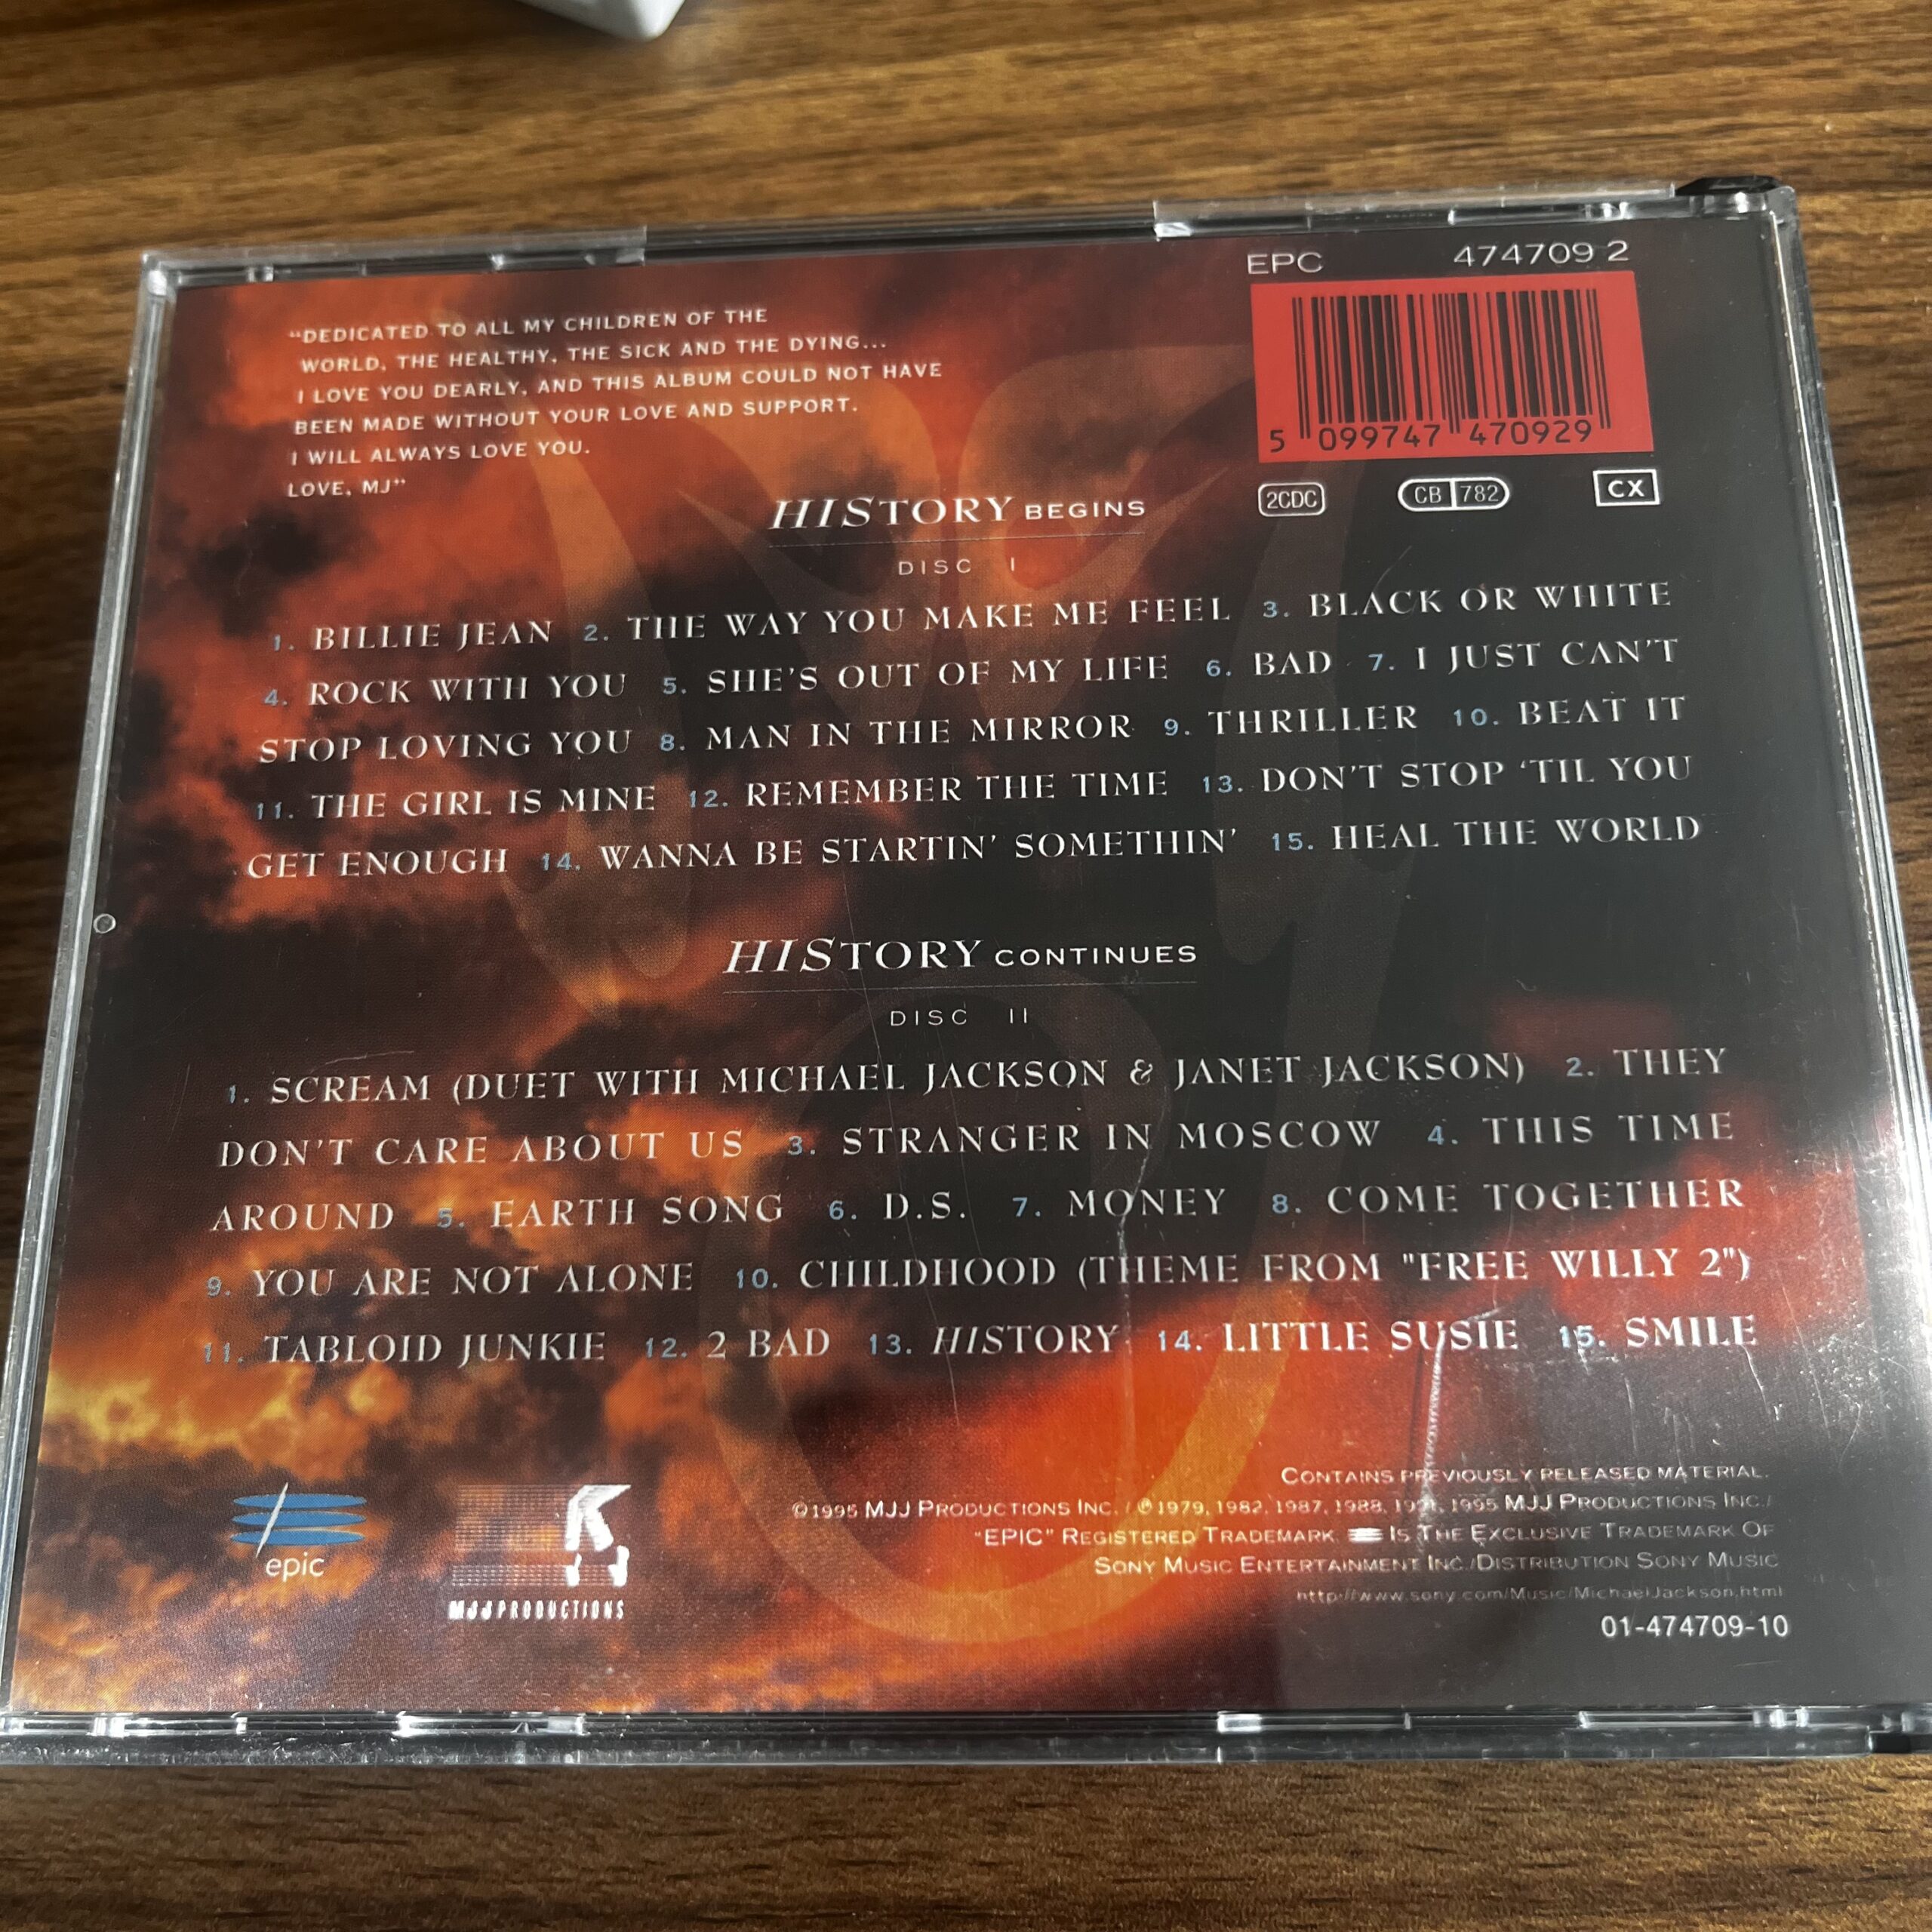 EPC 474709 2
"DEDICATED TO ALL MY CHILDREN OF THE
WORLD, THE HEALTHY, THE SICK AND THE DYING...
I LOVE YOU DEARLY, AND THIS ALBUM COULD NOT HAVE
BEEN MADE WITHOUT YOUR LOVE AND SUPPORT.
I WILL ALWAYS LOVE YOU.
LOVE, MJ"
5 099747 470929
2CDC CB 782 CX
HISTORY BEGINS
DISC I
1. BILLIE JEAN 2. THE WAY YOU MAKE ME FEEL 3. BLACK OR WHITE
4. ROCK WITH YOU 5. SHE'S OUT OF MY LIFE 6. BAD 7. I JUST CAN'T
STOP LOVING YOU 8. MAN IN THE MIRROR 9. THRILLER 10. BEAT IT
11. THE GIRL IS MINE 12. REMEMBER THE TIME 13. DON'T STOP 'TIL YOU
GET ENOUGH 14. WANNA BE STARTIN' SOMETHIN' 15. HEAL THE WORLD
HISTORY CONTINUES
DISC II
1. SCREAM (DUET WITH MICHAEL JACKSON & JANET JACKSON) 2. THEY
DON'T CARE ABOUT US 3. STRANGER IN MOSCOW 4. THIS TIME
AROUND 5. EARTH SONG 6. D.S. 7. MONEY 8. COME TOGETHER
9. YOU ARE NOT ALONE 10. CHILDHOOD (THEME FROM "FREE WILLY 2")
11. TABLOID JUNKIE 12. 2 BAD 13. HISTORY 14. LITTLE SUSIE 15. SMILE
epic
MJJ PRODUCTIONS
CONTAINS PREVIOUSLY RELEASED MATERIAL.
©1995 MJJ PRODUCTIONS INC. / ℗1979, 1982, 1987, 1988, 1995 MJJ PRODUCTIONS INC./
"EPIC" REGISTERED TRADEMARK. IS THE EXCLUSIVE TRADEMARK OF
SONY MUSIC ENTERTAINMENT INC./DISTRIBUTION SONY MUSIC
http://www.sony.com/Music/MichaelJackson.html
01-474709-10